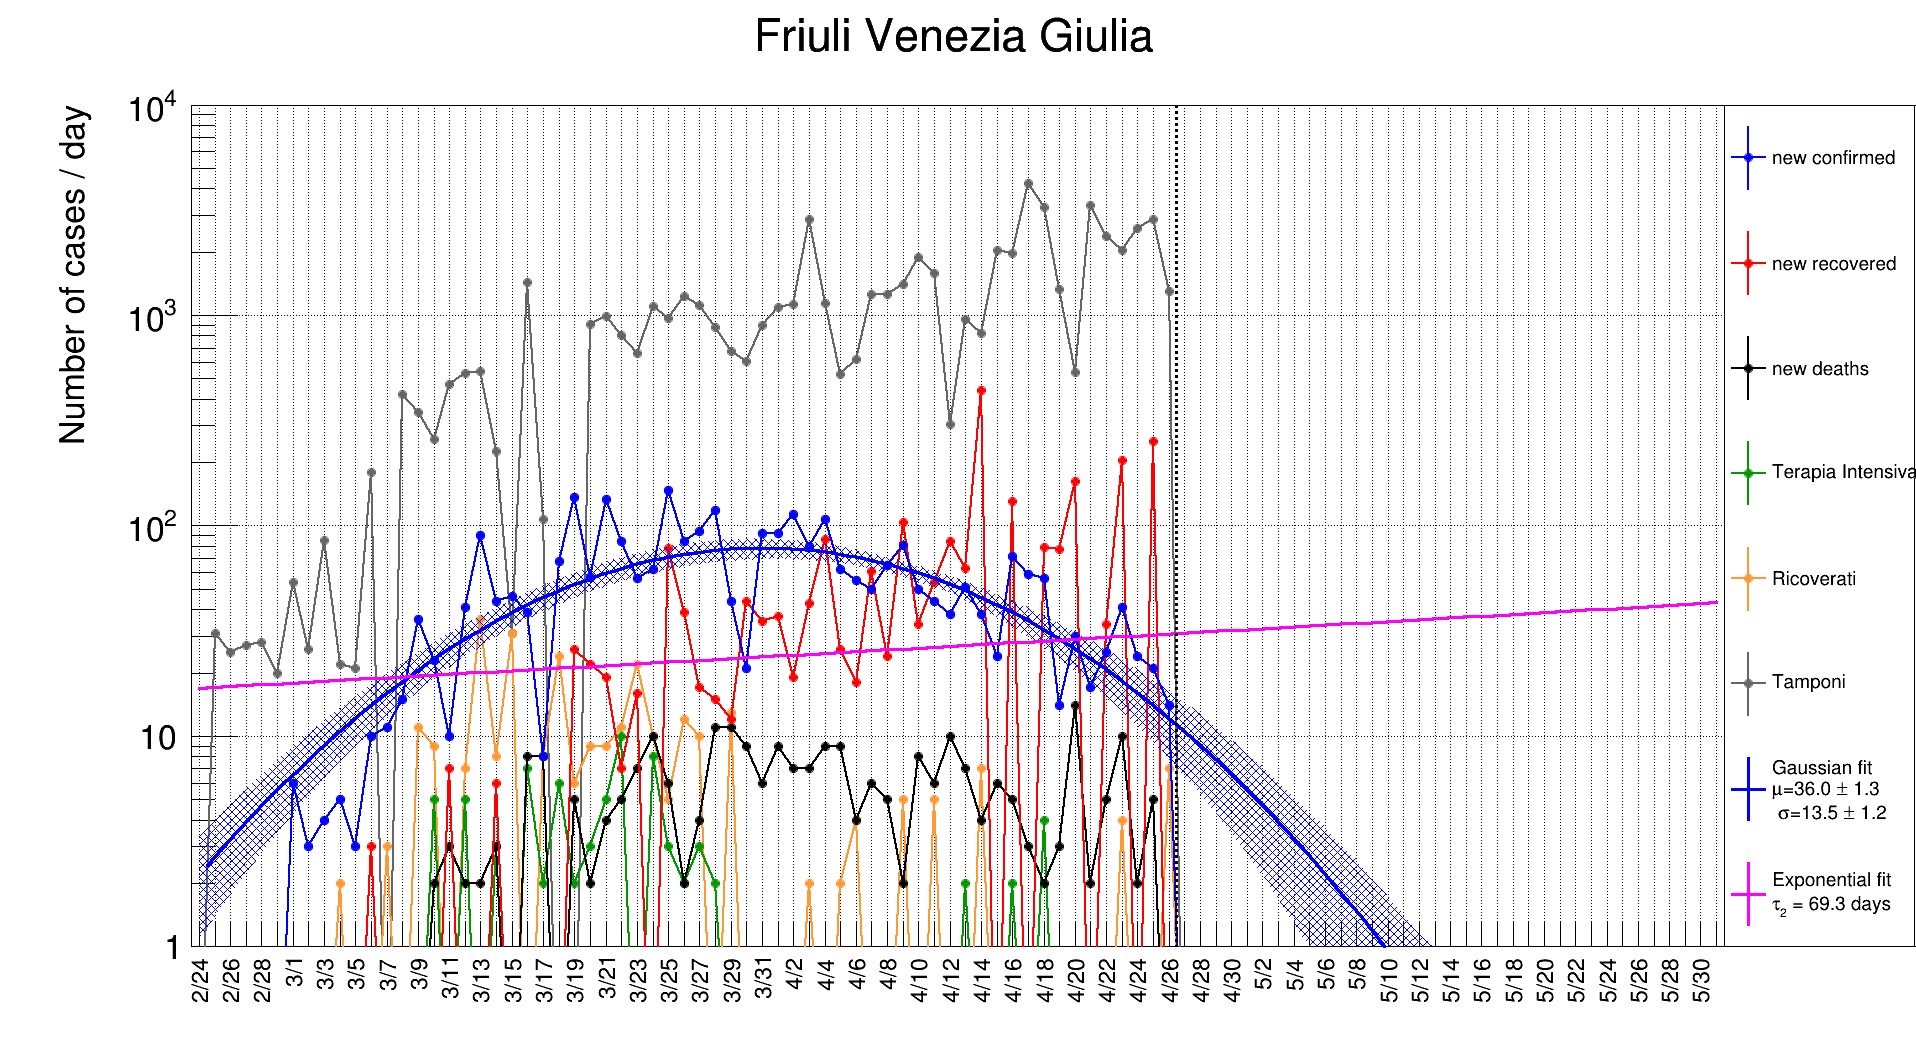 Friuli Venezia Giulia
Number of cases / day
10^4
10^3
10^2
10
1
2/24 2/26 2/28 3/1 3/3 3/5 3/7 3/9 3/11 3/13 3/15 3/17 3/19 3/21 3/23 3/25 3/27 3/29 3/31 4/2 4/4 4/6 4/8 4/10 4/12 4/14 4/16 4/18 4/20 4/22 4/24 4/26 4/28 4/30 5/2 5/4 5/6 5/8 5/10 5/12 5/14 5/16 5/18 5/20 5/22 5/24 5/26 5/28 5/30
new confirmed
new recovered
new deaths
Terapia Intensiva
Ricoverati
Tamponi
Gaussian fit
μ=36.0 ± 1.3
σ=13.5 ± 1.2
Exponential fit
τ₂ = 69.3 days